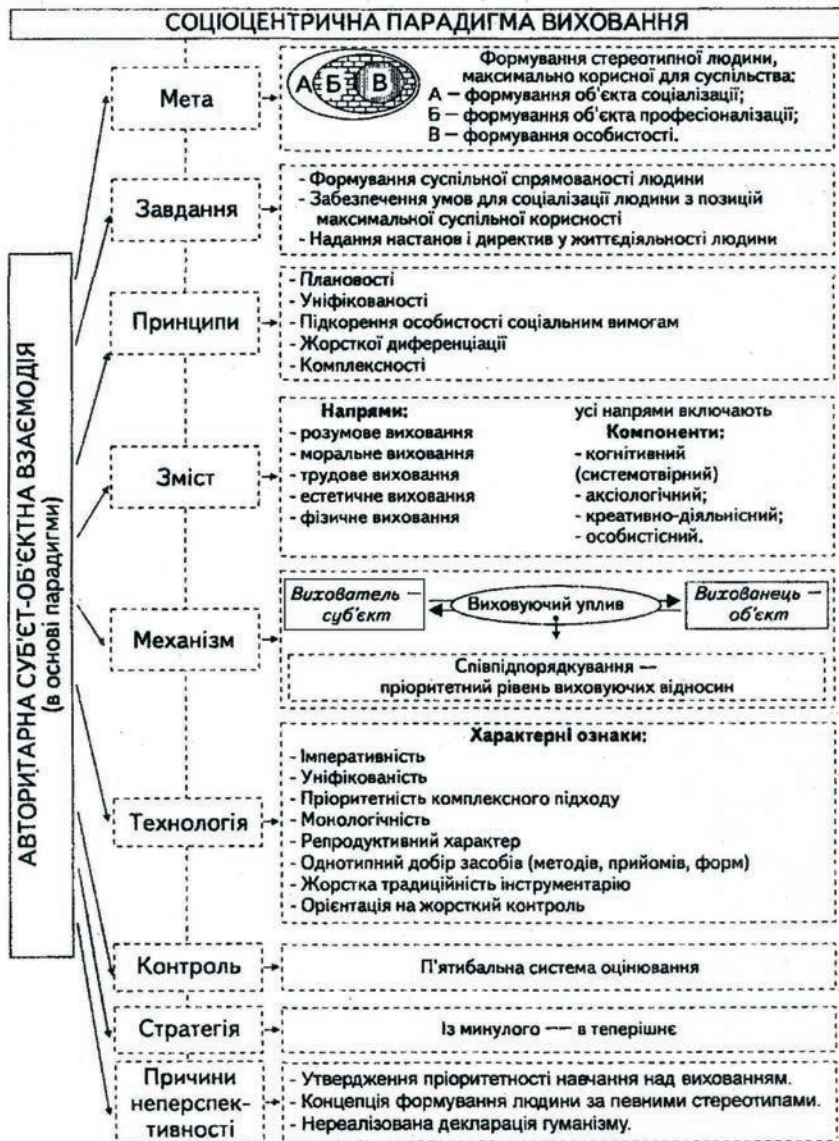 СОЦІОЦЕНТРИЧНА ПАРАДИГМА ВИХОВАННЯ
АВТОРИТАРНА СУБ'ЄТ-ОБ'ЄКТНА ВЗАЄМОДІЯ
(в основі парадигми)
Мета
А Б В
Формування стереотипної людини,
максимально корисної для суспільства:
А — формування об'єкта соціалізації;
Б — формування об'єкта професіоналізації;
В — формування особистості.
Завдання
- Формування суспільної спрямованості людини
- Забезпечення умов для соціалізації людини з позицій
максимальної суспільної корисності
- Надання настанов і директив у життєдіяльності людини
Принципи
- Плановості
- Уніфікованості
- Підкорення особистості соціальним вимогам
- Жорсткої диференціації
- Комплексності
Зміст
Напрями:
- розумове виховання
- моральне виховання
- трудове виховання
- естетичне виховання
- фізичне виховання
усі напрями включають
Компоненти:
- когнітивний
(системотвірний)
- аксіологічний;
- креативно-діяльнісний;
- особистісний.
Механізм
Вихователь —
суб'єкт
Виховуючий уплив
Вихованець —
об'єкт
Співпідпорядкування —
пріоритетний рівень виховуючих відносин
Технологія
Характерні ознаки:
- Імперативність
- Уніфікованість
- Пріоритетність комплексного підходу
- Монологічність
- Репродуктивний характер
- Однотипний добір засобів (методів, прийомів, форм)
- Жорстка традиційність інструментарію
- Орієнтація на жорсткий контроль
Контроль
П'ятибальна система оцінювання
Стратегія
Із минулого — в теперішнє
Причини
неперспек-
тивності
- Утвердження пріоритетності навчання над вихованням.
- Концепція формування людини за певними стереотипами.
- Нереалізована декларація гуманізму.